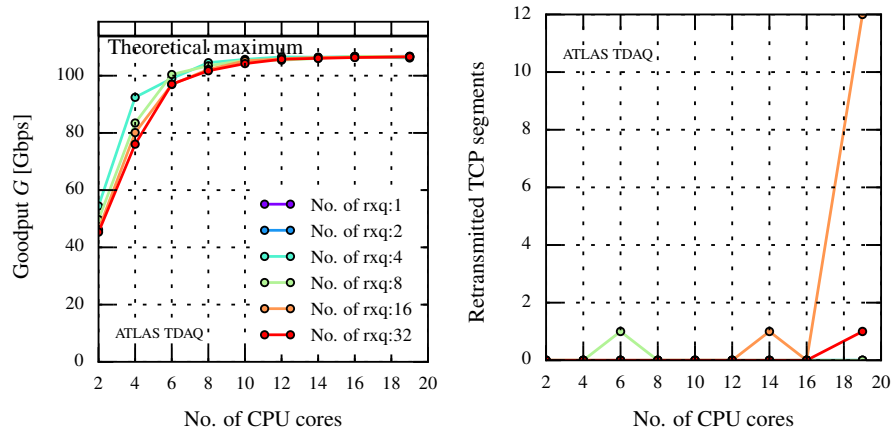 Theoretical maximum
100
80
60
40
20
0
Goodput G [Gbps]
No. of rxq:1
No. of rxq:2
No. of rxq:4
No. of rxq:8
No. of rxq:16
No. of rxq:32
ATLAS TDAQ
2 4 6 8 10 12 14 16 18 20
No. of CPU cores
12
10
8
6
4
2
0
Retransmitted TCP segments
ATLAS TDAQ
2 4 6 8 10 12 14 16 18 20
No. of CPU cores